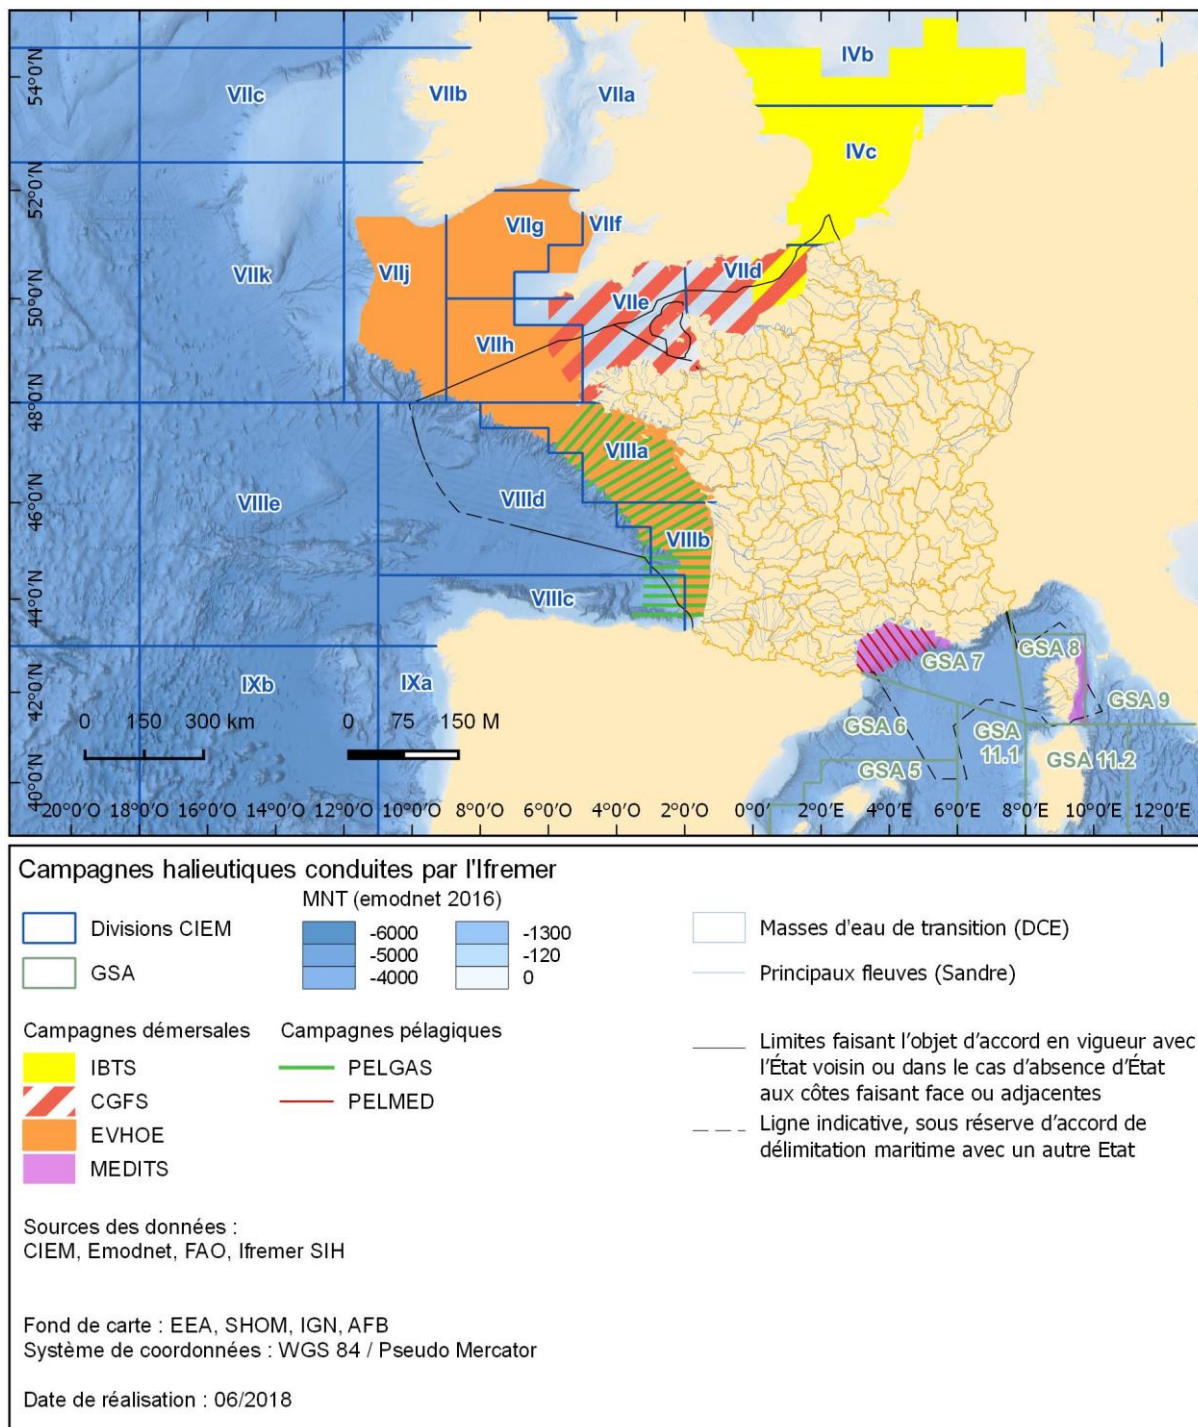 54°0'N
52°0'N
50°0'N
48°0'N
46°0'N
44°0'N
42°0'N
40°0'N
VIIc
VIIb
VIIa
IVb
IVc
VIIg
VIIf
VIIk
VIIj
VIId
VIIe
VIIh
VIIIa
VIIIe
VIIId
VIIIb
VIIIc
IXb
IXa
GSA 7
GSA 8
GSA 9
GSA 6
GSA
11.1
GSA 11.2
GSA 5
0 150 300 km
0 75 150 M
20°0'O 18°0'O 16°0'O 14°0'O 12°0'O 10°0'O 8°0'O 6°0'O 4°0'O 2°0'O 0°0' 2°0'E 4°0'E 6°0'E 8°0'E 10°0'E 12°0'E
Campagnes halieutiques conduites par l'Ifremer
Divisions CIEM
GSA
MNT (emodnet 2016)
-6000
-5000
-4000
-1300
-120
0
Masses d'eau de transition (DCE)
Principaux fleuves (Sandre)
Campagnes démersales
IBTS
CGFS
EVHOE
MEDITS
Campagnes pélagiques
PELGAS
PELMED
Limites faisant l'objet d'accord en vigueur avec
l'État voisin ou dans le cas d'absence d'État
aux côtes faisant face ou adjacentes
Ligne indicative, sous réserve d'accord de
délimitation maritime avec un autre Etat
Sources des données :
CIEM, Emodnet, FAO, Ifremer SIH
Fond de carte : EEA, SHOM, IGN, AFB
Système de coordonnées : WGS 84 / Pseudo Mercator
Date de réalisation : 06/2018